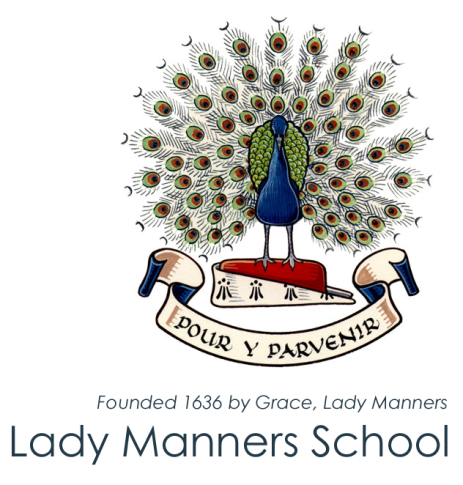 POUR Y PARVENIR
Founded 1636 by Grace, Lady Manners
Lady Manners School